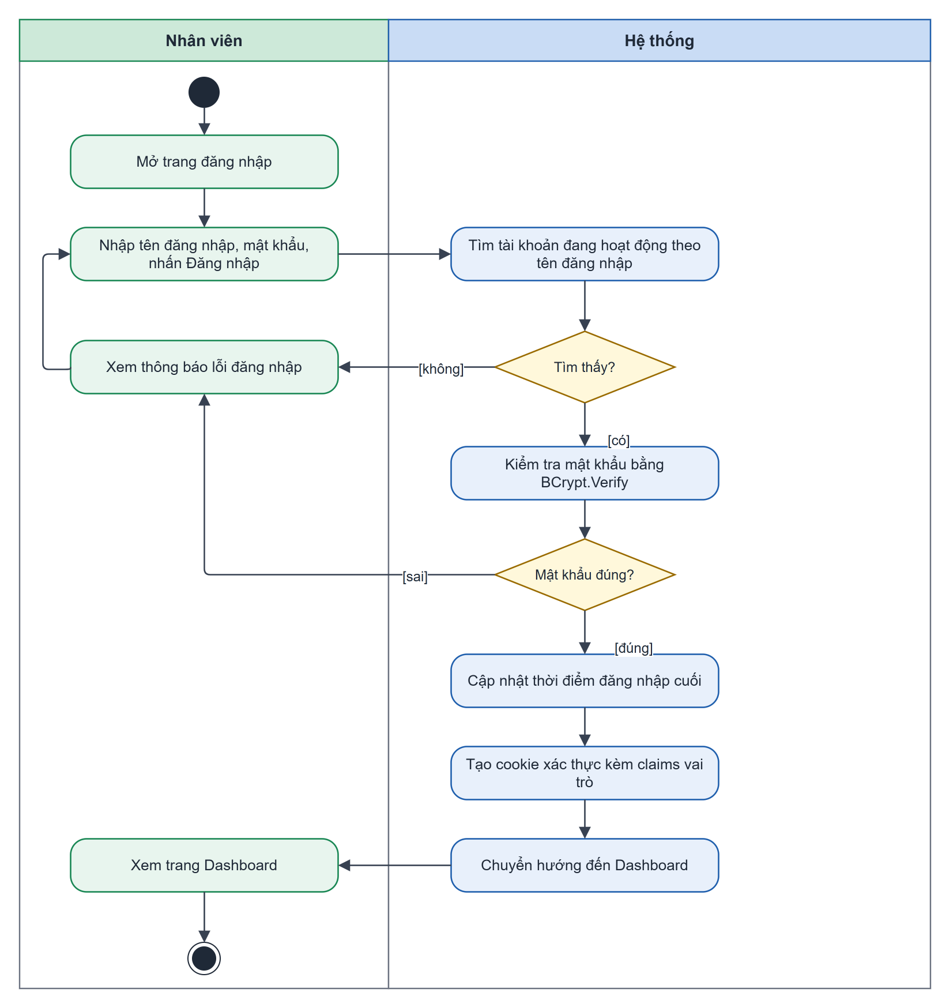 Nhân viên
Hệ thống
Mở trang đăng nhập
Nhập tên đăng nhập, mật khẩu,
nhấn Đăng nhập
Tìm tài khoản đang hoạt động theo
tên đăng nhập
Xem thông báo lỗi đăng nhập
[không]
Tìm thấy?
[có]
Kiểm tra mật khẩu bằng
BCrypt.Verify
[sai]
Mật khẩu đúng?
[đúng]
Cập nhật thời điểm đăng nhập cuối
Tạo cookie xác thực kèm claims vai
trò
Xem trang Dashboard
Chuyển hướng đến Dashboard